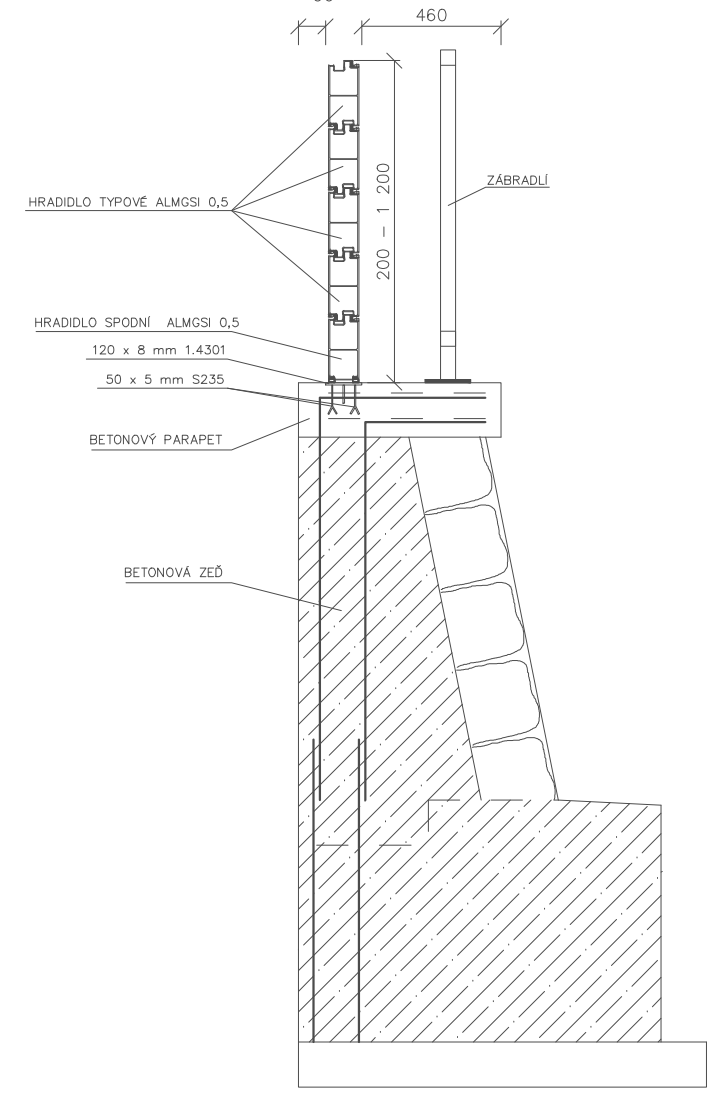 460
200 – 1 200
ZÁBRADLÍ
HRADIDLO TYPOVÉ ALMGSI 0,5
HRADIDLO SPODNÍ ALMGSI 0,5
120 x 8 mm 1.4301
50 x 5 mm S235
BETONOVÝ PARAPET
BETONOVÁ ZEĎ